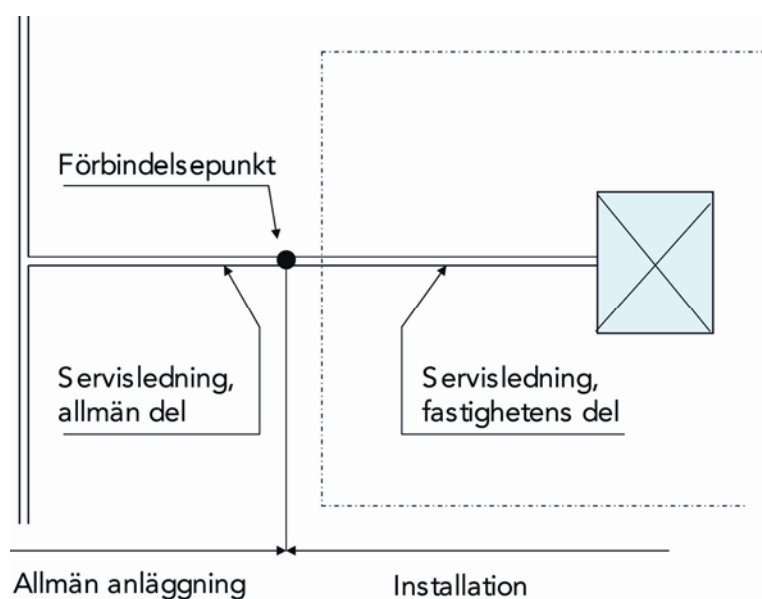 Förbindelsepunkt
Servisledning,
allmän del
Servisledning,
fastighetens del
Allmän anläggning
Installation